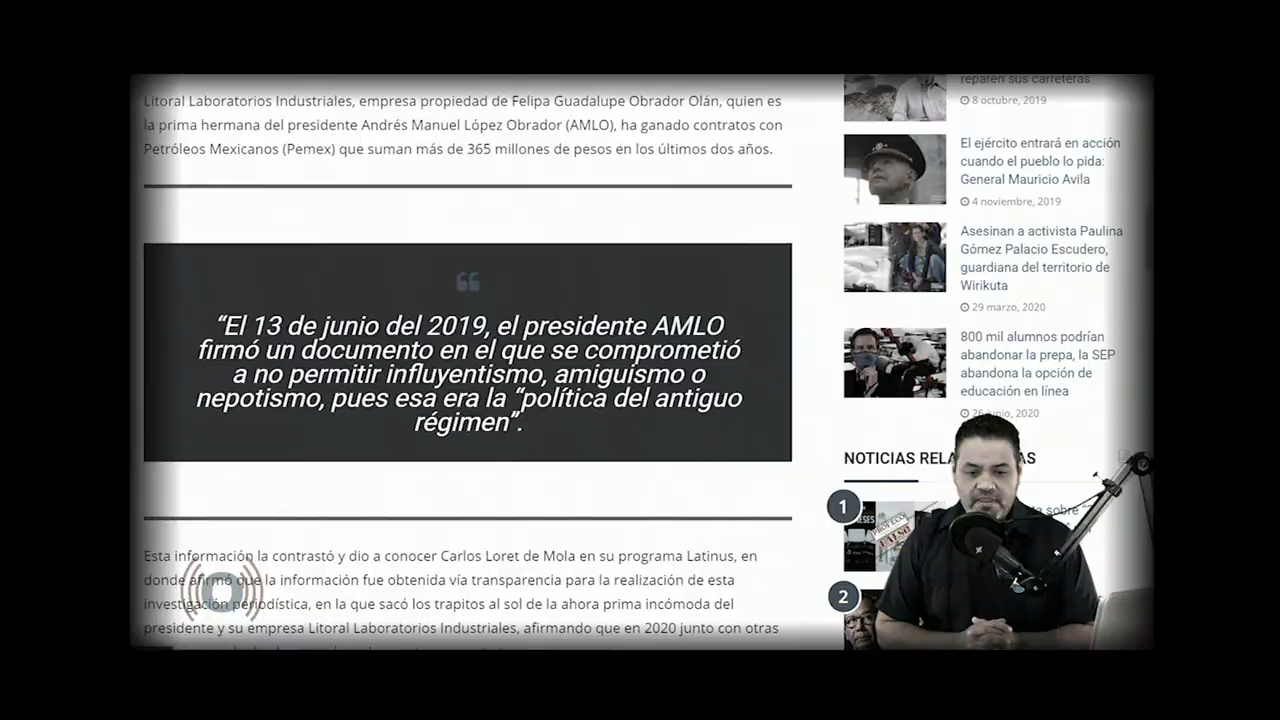 Litoral Laboratorios Industriales, empresa propiedad de Felipa Guadalupe Obrador Olán, quien es
la prima hermana del presidente Andrés Manuel López Obrador (AMLO), ha ganado contratos con
Petróleos Mexicanos (Pemex) que suman más de 365 millones de pesos en los últimos dos años.
“El 13 de junio del 2019, el presidente AMLO
firmó un documento en el que se comprometió
a no permitir influyentismo, amiguismo o
nepotismo, pues esa era la “política del antiguo
régimen”.
Esta información la contrastó y dio a conocer Carlos Loret de Mola en su programa Latinus, en
donde afirmó que la información fue obtenida vía transparencia para la realización de esta
investigación periodística, en la que sacó los trapitos al sol de la ahora prima incómoda del
presidente y su empresa Litoral Laboratorios Industriales, afirmando que en 2020 junto con otras
reparen sus carreteras
8 octubre, 2019
El ejército entrará en acción
cuando el pueblo lo pida:
General Mauricio Avila
4 noviembre, 2019
Asesinan a activista Paulina
Gómez Palacio Escudero,
guardiana del territorio de
Wirikuta
29 marzo, 2020
800 mil alumnos podrían
abandonar la prepa, la SEP
abandona la opción de
educación en línea
26 junio, 2020
NOTICIAS
1
sobre
FALSO
2